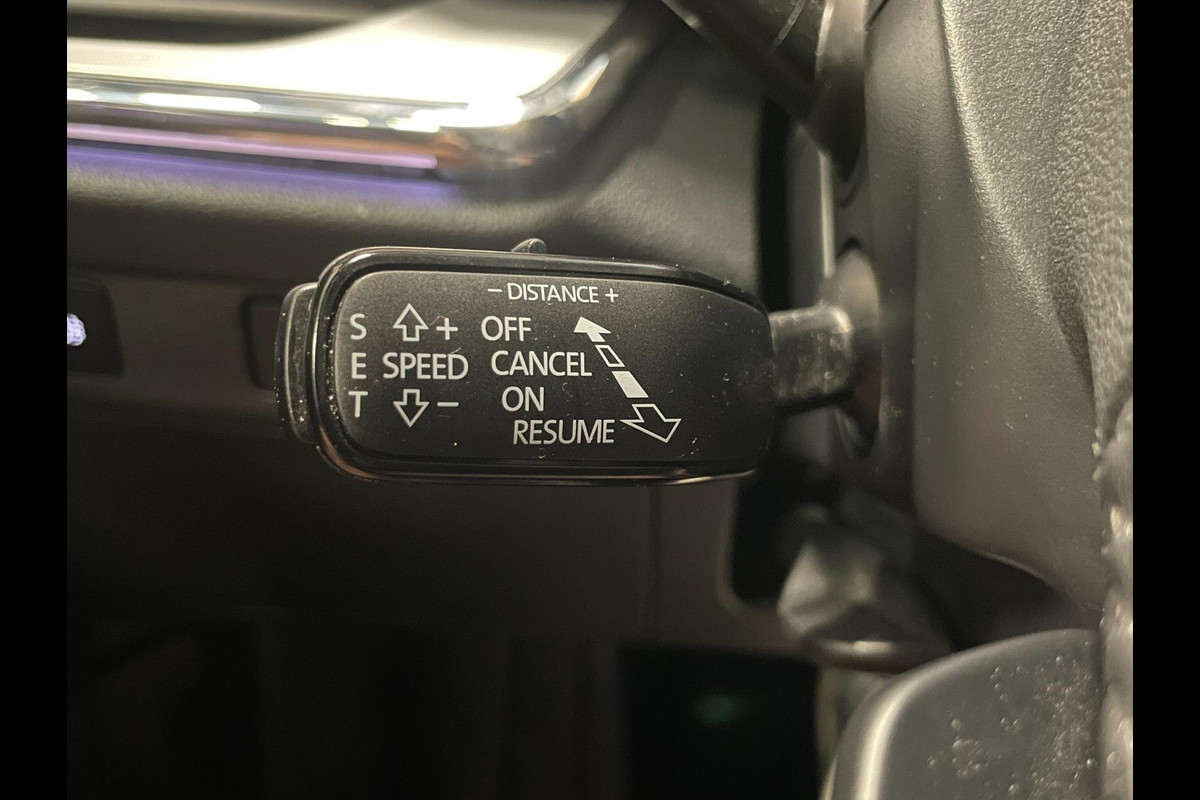 − DISTANCE +
S + OFF
E SPEED CANCEL
T − ON
RESUME